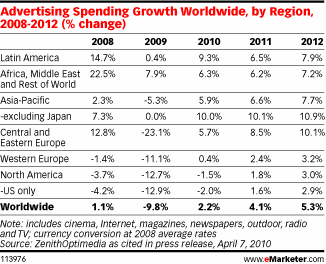 Advertising Spending Growth Worldwide, by Region,
2008-2012 (% change)
2008 2009 2010 2011 2012
Latin America 14.7% 0.4% 9.3% 6.5% 7.9%
Africa, Middle East
and Rest of World 22.5% 7.9% 6.3% 6.2% 7.2%
Asia-Pacific 2.3% -5.3% 5.9% 6.6% 7.7%
-excluding Japan 7.3% 0.0% 10.0% 10.1% 10.9%
Central and
Eastern Europe 12.8% -23.1% 5.7% 8.5% 10.1%
Western Europe -1.4% -11.1% 0.4% 2.4% 3.2%
North America -3.7% -12.7% -1.5% 1.8% 3.0%
-US only -4.2% -12.9% -2.0% 1.6% 2.9%
Worldwide 1.1% -9.8% 2.2% 4.1% 5.3%
Note: includes cinema, Internet, magazines, newspapers, outdoor, radio
and TV; currency conversion at 2008 average rates
Source: ZenithOptimedia as cited in press release, April 7, 2010
113976 www.eMarketer.com